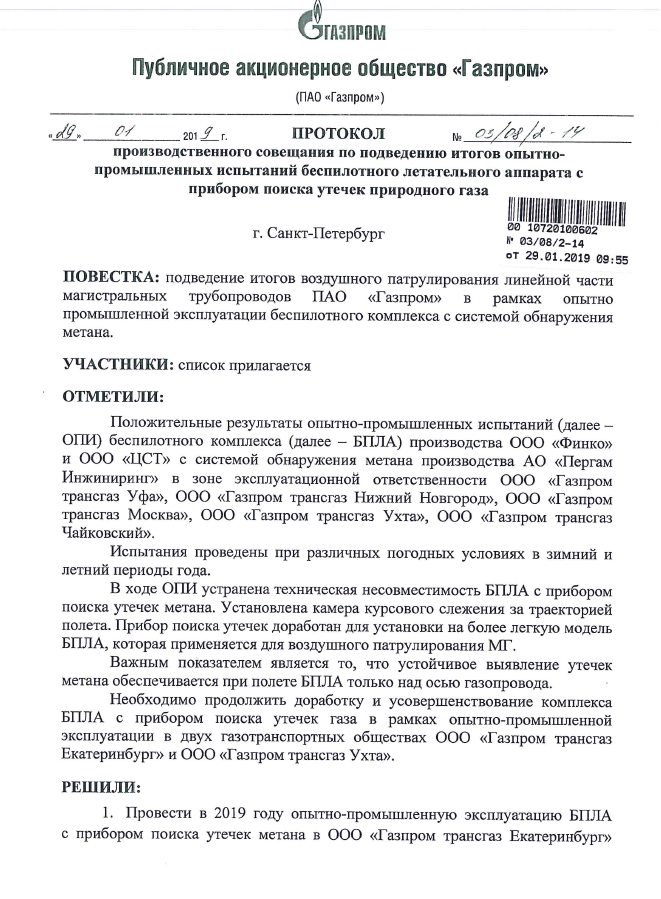 ГАЗПРОМ
Публичное акционерное общество «Газпром»
(ПАО «Газпром»)
«29» 01 2019 г. ПРОТОКОЛ № 03/08/2-14
производственного совещания по подведению итогов опытно-
промышленных испытаний беспилотного летательного аппарата с
прибором поиска утечек природного газа
г. Санкт-Петербург
00 10720100602
№ 03/08/2-14
от 29.01.2019 09:55
ПОВЕСТКА: подведение итогов воздушного патрулирования линейной части
магистральных трубопроводов ПАО «Газпром» в рамках опытно
промышленной эксплуатации беспилотного комплекса с системой обнаружения
метана.
УЧАСТНИКИ: список прилагается
ОТМЕТИЛИ:
Положительные результаты опытно-промышленных испытаний (далее –
ОПИ) беспилотного комплекса (далее – БПЛА) производства ООО «Финко»
и ООО «ЦСТ» с системой обнаружения метана производства АО «Пергам
Инжиниринг» в зоне эксплуатационной ответственности ООО «Газпром
трансгаз Уфа», ООО «Газпром трансгаз Нижний Новгород», ООО «Газпром
трансгаз Москва», ООО «Газпром трансгаз Ухта», ООО «Газпром трансгаз
Чайковский».
Испытания проведены при различных погодных условиях в зимний и
летний периоды года.
В ходе ОПИ устранена техническая несовместимость БПЛА с прибором
поиска утечек метана. Установлена камера курсового слежения за траекторией
полета. Прибор поиска утечек доработан для установки на более легкую модель
БПЛА, которая применяется для воздушного патрулирования МГ.
Важным показателем является то, что устойчивое выявление утечек
метана обеспечивается при полете БПЛА только над осью газопровода.
Необходимо продолжить доработку и усовершенствование комплекса
БПЛА с прибором поиска утечек газа в рамках опытно-промышленной
эксплуатации в двух газотранспортных обществах ООО «Газпром трансгаз
Екатеринбург» и ООО «Газпром трансгаз Ухта».
РЕШИЛИ:
1. Провести в 2019 году опытно-промышленную эксплуатацию БПЛА
с прибором поиска утечек метана в ООО «Газпром трансгаз Екатеринбург»